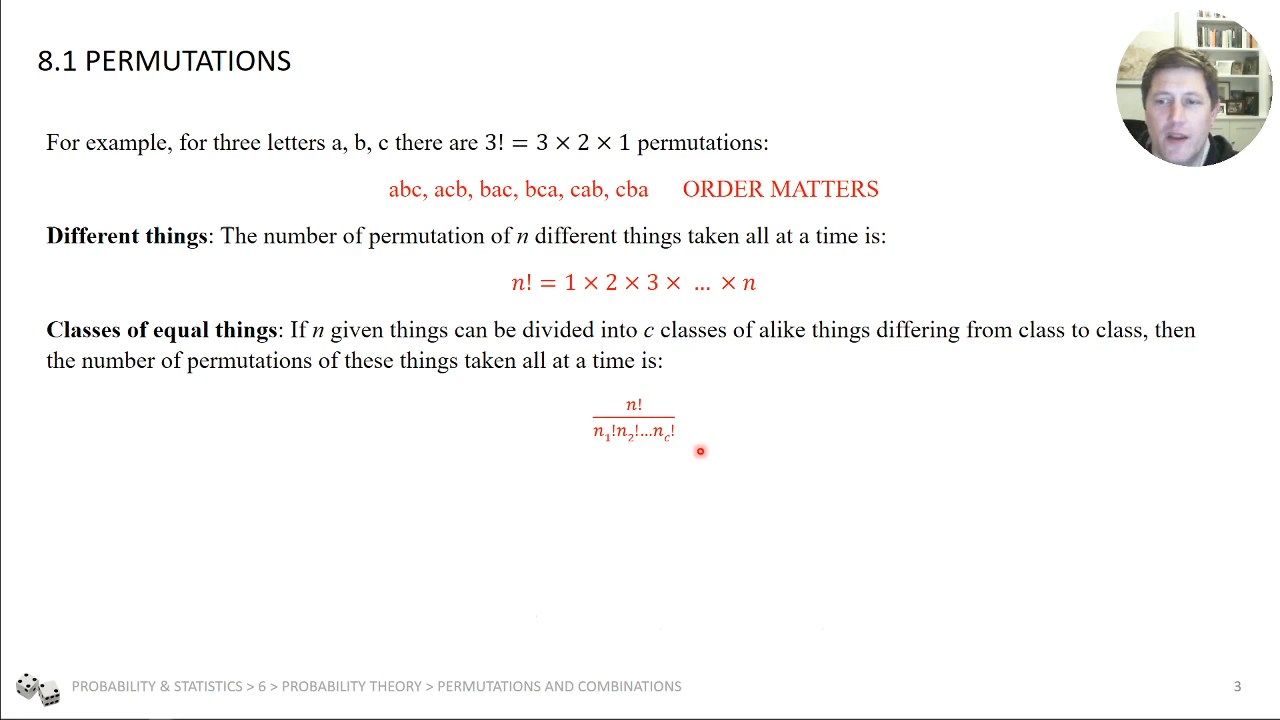 8.1 PERMUTATIONS
For example, for three letters a, b, c there are 3! = 3 × 2 × 1 permutations:
abc, acb, bac, bca, cab, cba ORDER MATTERS
Different things: The number of permutation of n different things taken all at a time is:
n! = 1 × 2 × 3 × … × n
Classes of equal things: If n given things can be divided into c classes of alike things differing from class to class, then
the number of permutations of these things taken all at a time is:
n!
n₁!n₂!…n_c!
PROBABILITY & STATISTICS > 6 > PROBABILITY THEORY > PERMUTATIONS AND COMBINATIONS
3